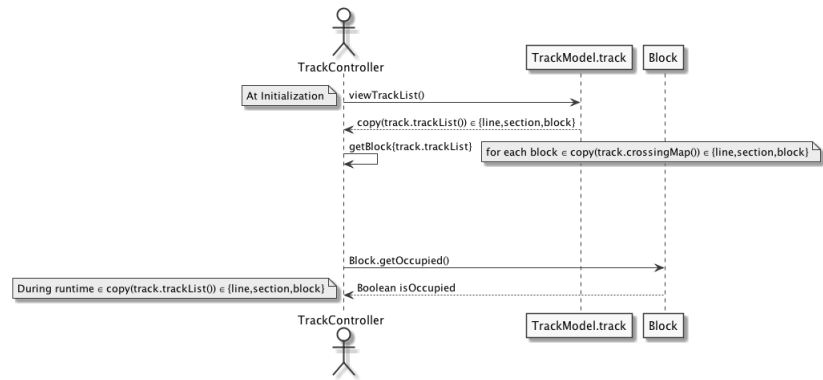 TrackController
TrackModel.track
Block
At Initialization
viewTrackList()
copy(track.trackList()) ∈ {line,section,block}
getBlock{track.trackList}
for each block ∈ copy(track.crossingMap()) ∈ {line,section,block}
Block.getOccupied()
During runtime ∈ copy(track.trackList()) ∈ {line,section,block}
Boolean isOccupied
TrackController
TrackModel.track
Block